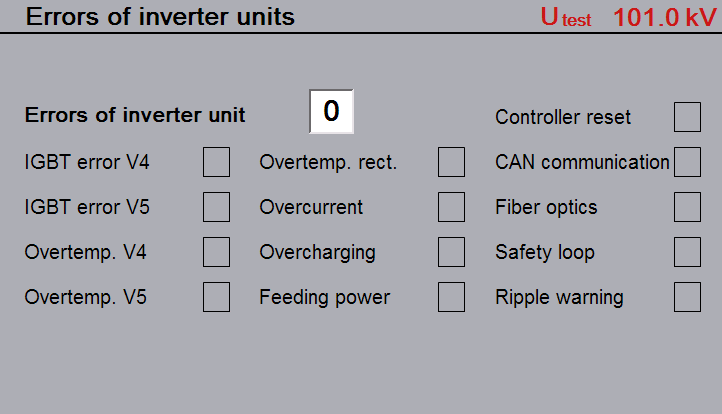 Errors of inverter units U test 101.0 kV
Errors of inverter unit 0 Controller reset
IGBT error V4 Overtemp. rect. CAN communication
IGBT error V5 Overcurrent Fiber optics
Overtemp. V4 Overcharging Safety loop
Overtemp. V5 Feeding power Ripple warning